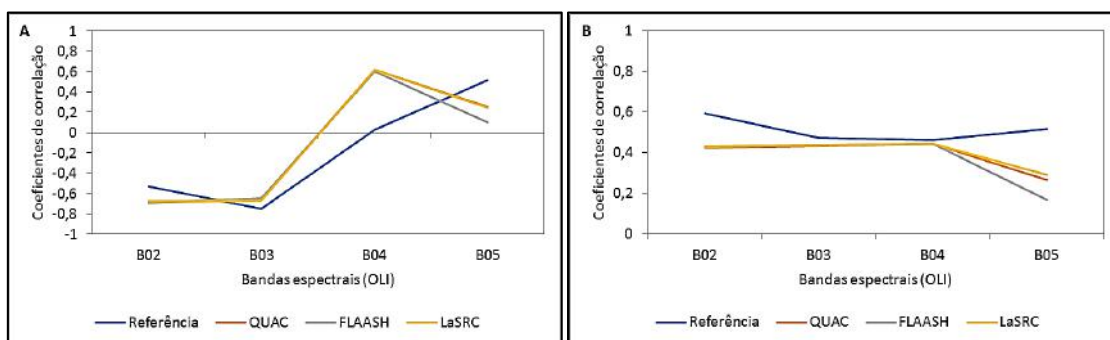 A
Coeficientes de correlação
1
0,8
0,6
0,4
0,2
0
-0,2
-0,4
-0,6
-0,8
-1
B02 B03 B04 B05
Bandas espectrais (OLI)
Referência QUAC FLAASH LaSRC
B
Coeficientes de correlação
1
0,8
0,6
0,4
0,2
0
B02 B03 B04 B05
Bandas espectrais (OLI)
Referência QUAC FLAASH LaSRC